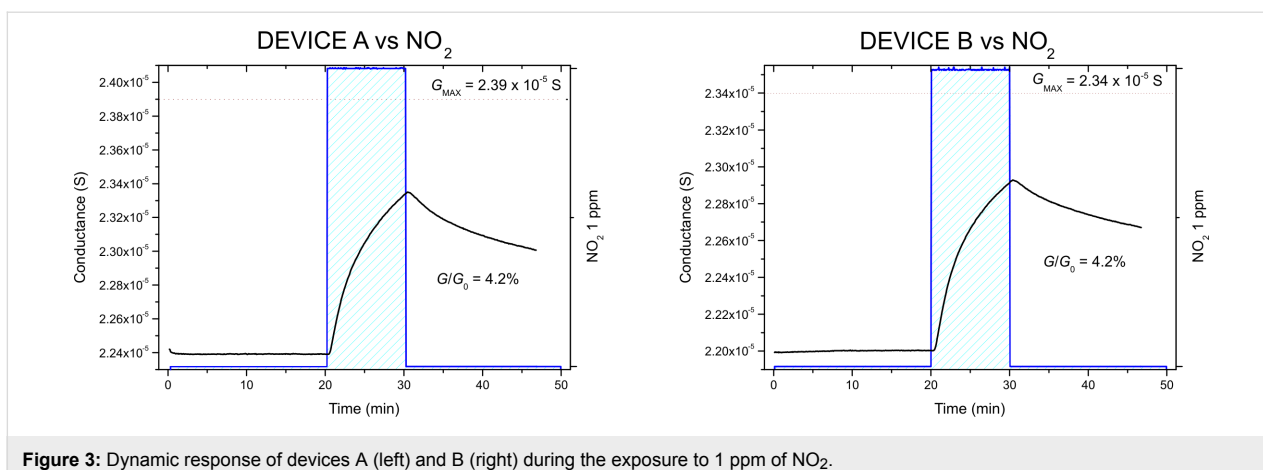 DEVICE A vs NO₂
G_MAX = 2.39 x 10⁻⁵ S
2.40x10⁻⁵
2.38x10⁻⁵
2.36x10⁻⁵
2.34x10⁻⁵
2.32x10⁻⁵
2.30x10⁻⁵
2.28x10⁻⁵
2.26x10⁻⁵
2.24x10⁻⁵
Conductance (S)
G/G₀ = 4.2%
NO₂ 1 ppm
0 10 20 30 40 50
Time (min)
DEVICE B vs NO₂
G_MAX = 2.34 x 10⁻⁵ S
2.34x10⁻⁵
2.32x10⁻⁵
2.30x10⁻⁵
2.28x10⁻⁵
2.26x10⁻⁵
2.24x10⁻⁵
2.22x10⁻⁵
2.20x10⁻⁵
Conductance (S)
G/G₀ = 4.2%
NO₂ 1 ppm
0 10 20 30 40 50
Time (min)
Figure 3: Dynamic response of devices A (left) and B (right) during the exposure to 1 ppm of NO₂.